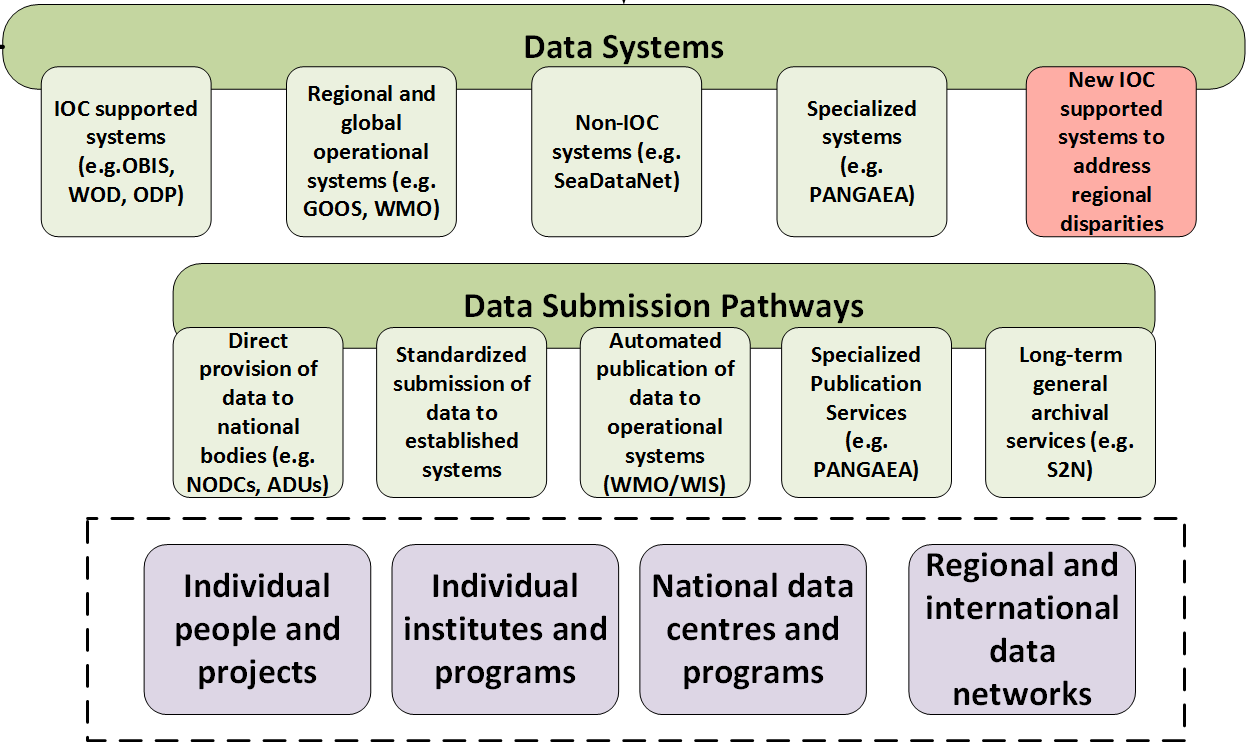 Data Systems
IOC supported
systems
(e.g.OBIS,
WOD, ODP)
Regional and
global
operational
systems (e.g.
GOOS, WMO)
Non-IOC
systems (e.g.
SeaDataNet)
Specialized
systems
(e.g.
PANGAEA)
New IOC
supported
systems to
address
regional
disparities
Data Submission Pathways
Direct
provision of
data to
national
bodies (e.g.
NODCs, ADUs)
Standardized
submission of
data to
established
systems
Automated
publication of
data to
operational
systems
(WMO/WIS)
Specialized
Publication
Services
(e.g.
PANGAEA)
Long-term
general
archival
services (e.g.
S2N)
Individual
people and
projects
Individual
institutes and
programs
National data
centres and
programs
Regional and
international
data
networks